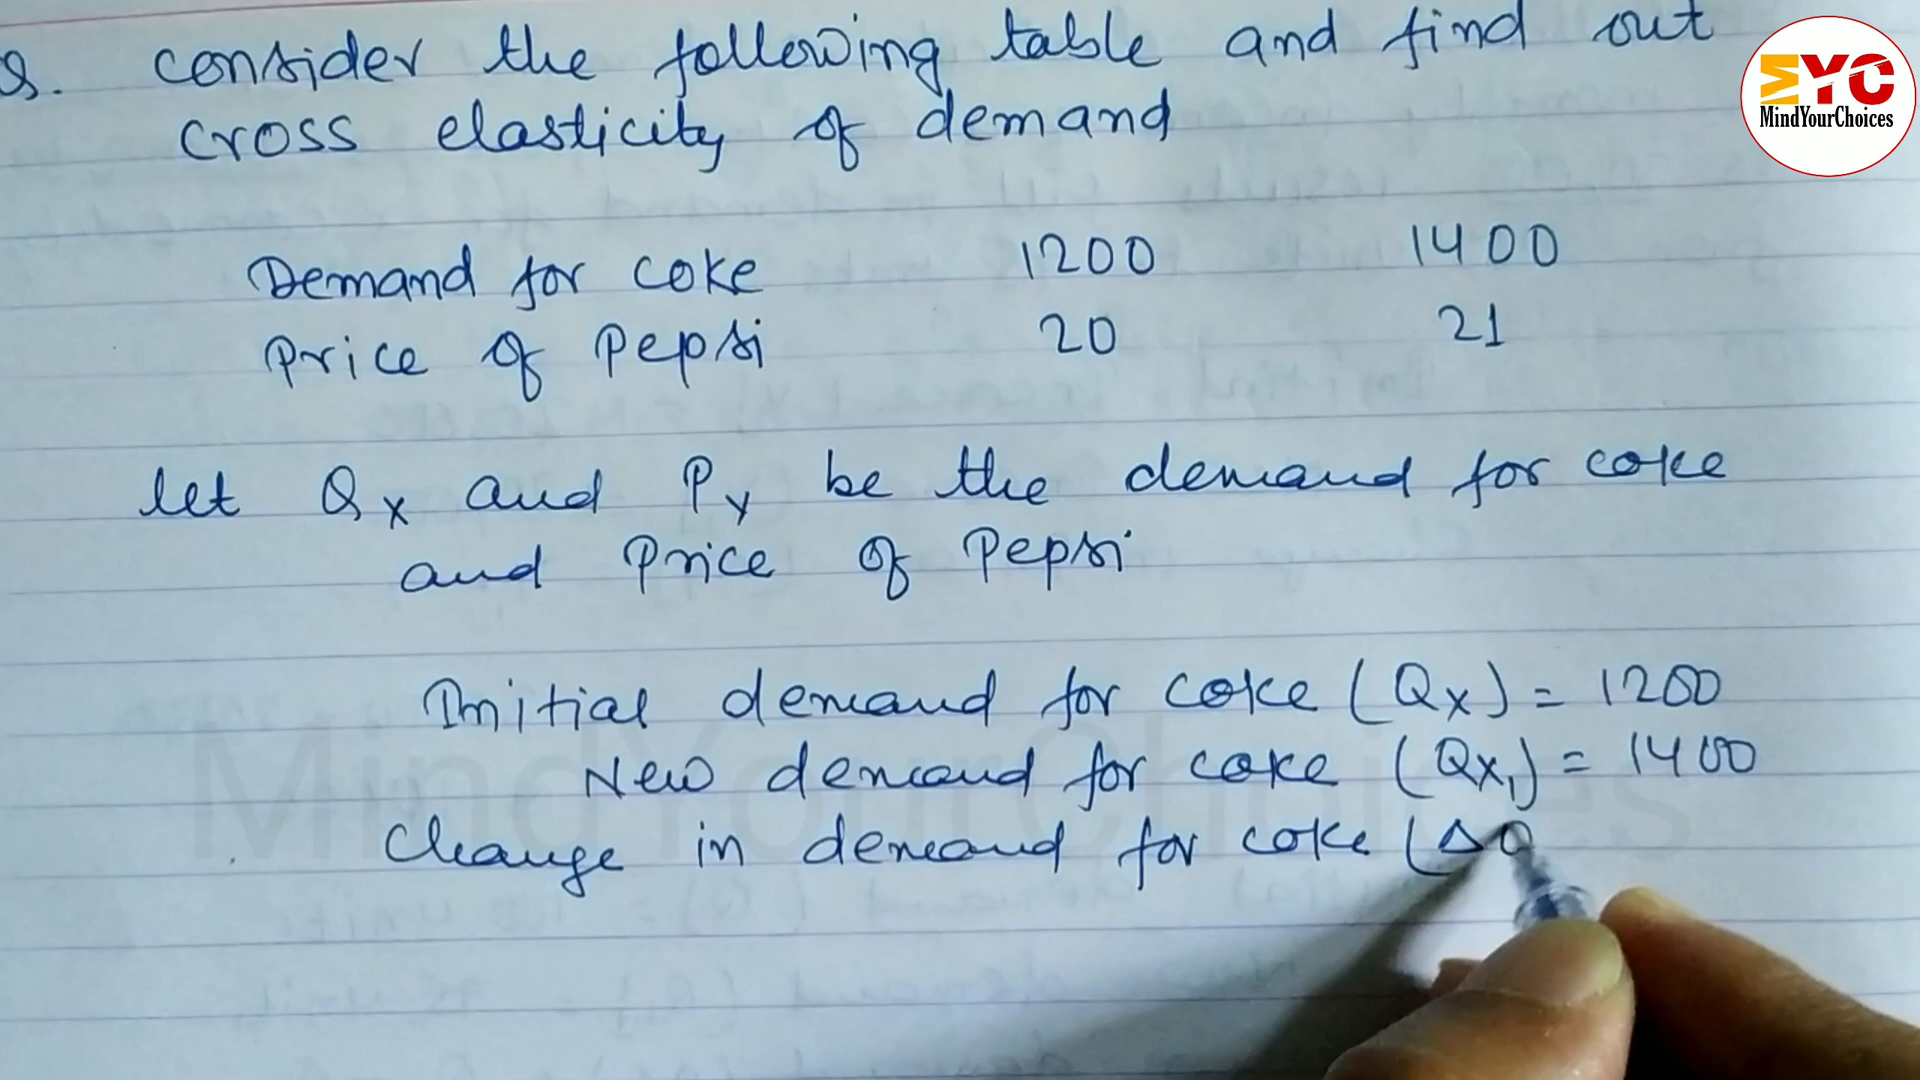 Q. consider the following table and find out
cross elasticity of demand
Demand for coke 1200 1400
Price of Pepsi 20 21
let Qx and Py be the demand for coke
and Price of Pepsi
Initial demand for coke (Qx) = 1200
New demand for coke (Qx₁) = 1400
Change in demand for coke (ΔQ
MYC
MindYourChoices
MindYourChoices